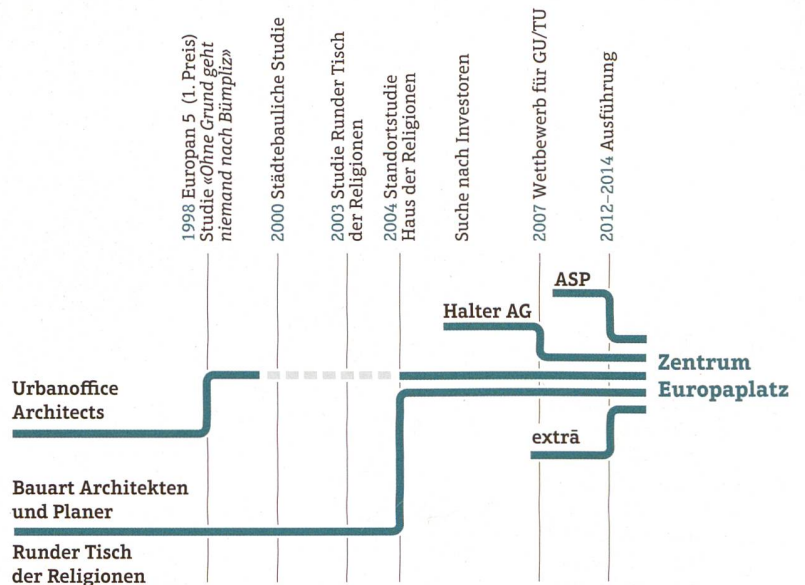 1998 Europan 5 (1. Preis)
Studie «Ohne Grund geht
niemand nach Bümpliz»
2000 Städtebauliche Studie
2003 Studie Runder Tisch
der Religionen
2004 Standortstudie
Haus der Religionen
Suche nach Investoren
2007 Wettbewerb für GU/TU
2012–2014 Ausführung
ASP
Halter AG
Zentrum
Europaplatz
Urbanoffice
Architects
extrā
Bauart Architekten
und Planer
Runder Tisch
der Religionen